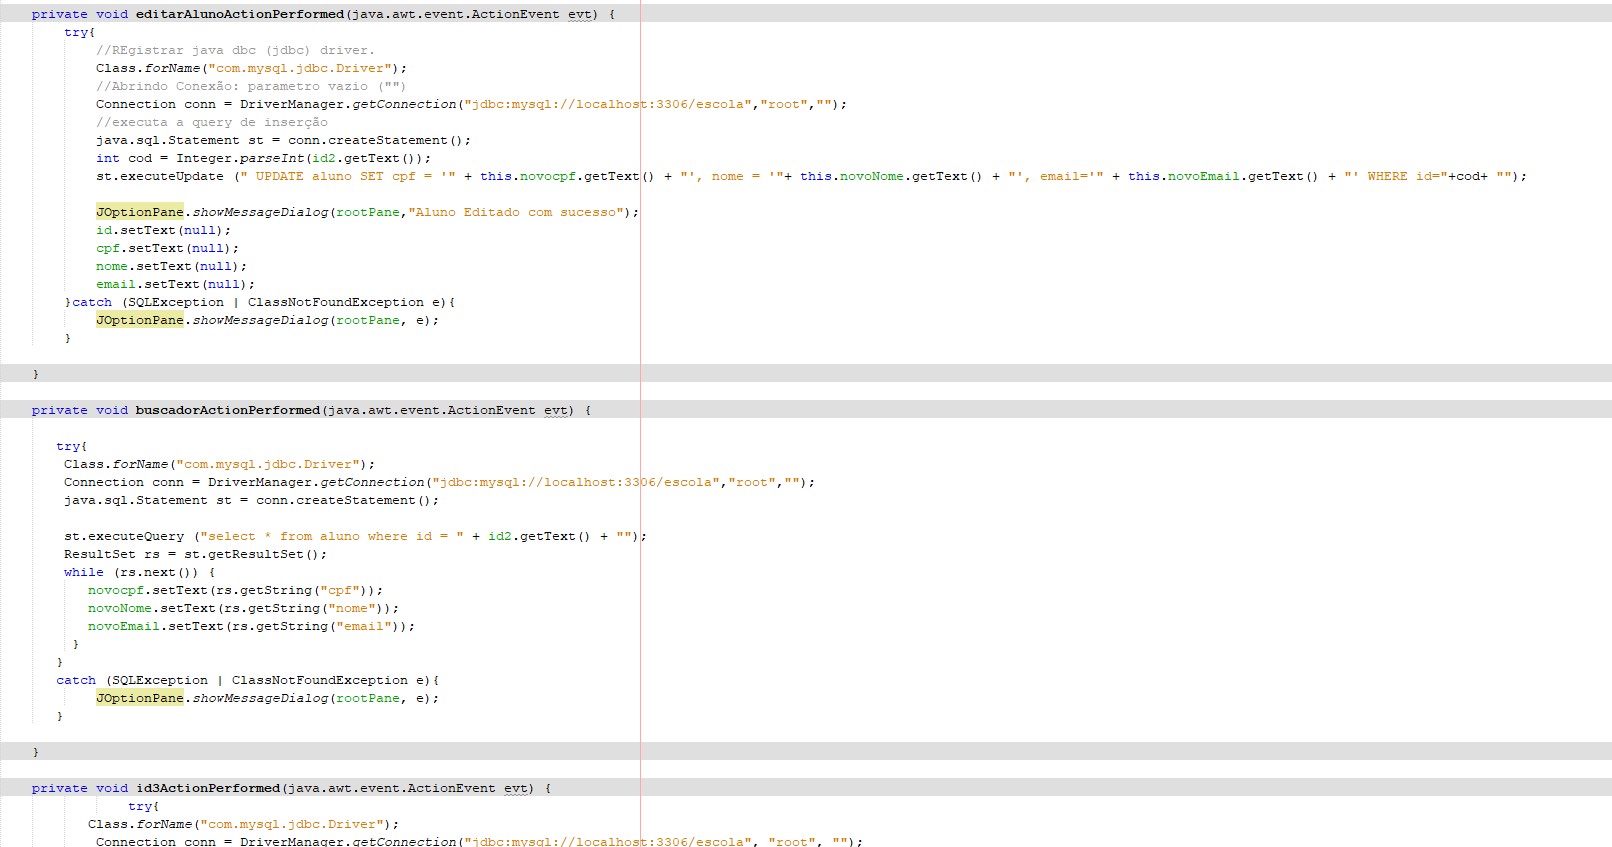 private void editarAlunoActionPerformed(java.awt.event.ActionEvent evt) {
try{
//REgistrar java dbc (jdbc) driver.
Class.forName("com.mysql.jdbc.Driver");
//Abrindo Conexão: parametro vazio ("")
Connection conn = DriverManager.getConnection("jdbc:mysql://localhost:3306/escola","root","");
//executa a query de inserção
java.sql.Statement st = conn.createStatement();
int cod = Integer.parseInt(id2.getText());
st.executeUpdate (" UPDATE aluno SET cpf = '" + this.novocpf.getText() + "', nome = '"+ this.novoNome.getText() + "', email='" + this.novoEmail.getText() + "' WHERE id="+cod+ "");
JOptionPane.showMessageDialog(rootPane,"Aluno Editado com sucesso");
id.setText(null);
cpf.setText(null);
nome.setText(null);
email.setText(null);
}catch (SQLException | ClassNotFoundException e){
JOptionPane.showMessageDialog(rootPane, e);
}
}
private void buscadorActionPerformed(java.awt.event.ActionEvent evt) {
try{
Class.forName("com.mysql.jdbc.Driver");
Connection conn = DriverManager.getConnection("jdbc:mysql://localhost:3306/escola","root","");
java.sql.Statement st = conn.createStatement();
st.executeQuery ("select * from aluno where id = " + id2.getText() + "");
ResultSet rs = st.getResultSet();
while (rs.next()) {
novocpf.setText(rs.getString("cpf"));
novoNome.setText(rs.getString("nome"));
novoEmail.setText(rs.getString("email"));
}
}
catch (SQLException | ClassNotFoundException e){
JOptionPane.showMessageDialog(rootPane, e);
}
}
private void id3ActionPerformed(java.awt.event.ActionEvent evt) {
try{
Class.forName("com.mysql.jdbc.Driver");
Connection conn = DriverManager.getConnection("jdbc:mysql://localhost:3306/escola", "root", "");